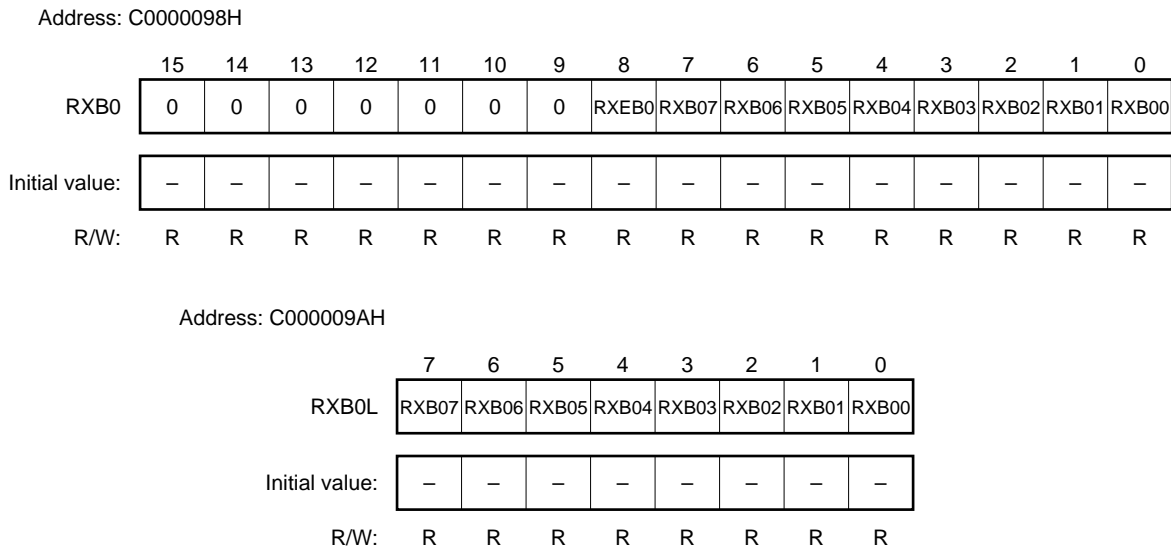 Address: C0000098H
15 14 13 12 11 10 9 8 7 6 5 4 3 2 1 0
RXB0 0 0 0 0 0 0 0 RXEB0 RXB07 RXB06 RXB05 RXB04 RXB03 RXB02 RXB01 RXB00
Initial value: – – – – – – – – – – – – – – – –
R/W: R R R R R R R R R R R R R R R R
Address: C000009AH
7 6 5 4 3 2 1 0
RXB0L RXB07 RXB06 RXB05 RXB04 RXB03 RXB02 RXB01 RXB00
Initial value: – – – – – – – –
R/W: R R R R R R R R